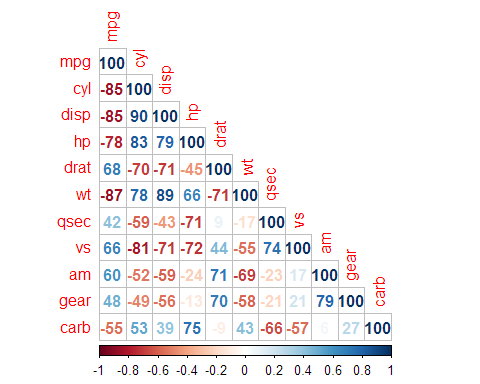 mpg
mpg 100 cyl
cyl -85 100 disp
disp -85 90 100 hp
hp -78 83 79 100 drat
drat 68 -70 -71 -45 100 wt
wt -87 78 89 66 -71 100 qsec
qsec 42 -59 -43 -71 9 -17 100 vs
vs 66 -81 -71 -72 44 -55 74 100 am
am 60 -52 -59 -24 71 -69 -23 17 100 gear
gear 48 -49 -56 -13 70 -58 -21 21 79 100 carb
carb -55 53 39 75 -9 43 -66 -57 6 27 100
-1 -0.8 -0.6 -0.4 -0.2 0 0.2 0.4 0.6 0.8 1